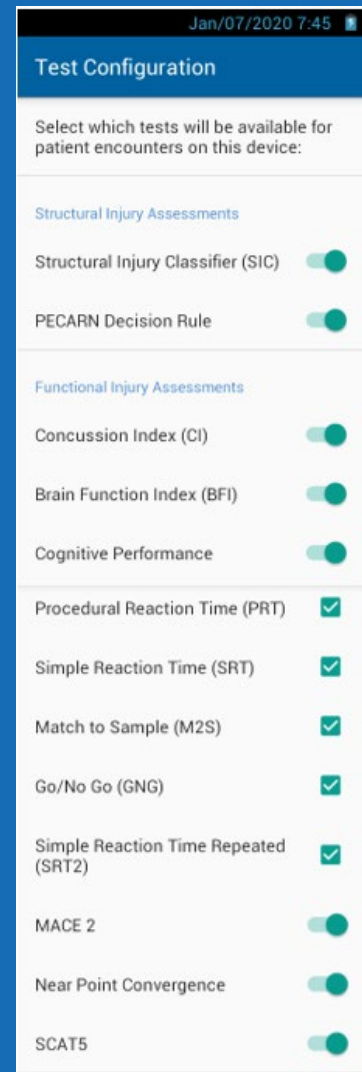 Jan/07/2020 7:45
Test Configuration
Select which tests will be available for
patient encounters on this device:
Structural Injury Assessments
Structural Injury Classifier (SIC)
PECARN Decision Rule
Functional Injury Assessments
Concussion Index (CI)
Brain Function Index (BFI)
Cognitive Performance
Procedural Reaction Time (PRT)
Simple Reaction Time (SRT)
Match to Sample (M2S)
Go/No Go (GNG)
Simple Reaction Time Repeated
(SRT2)
MACE 2
Near Point Convergence
SCAT5